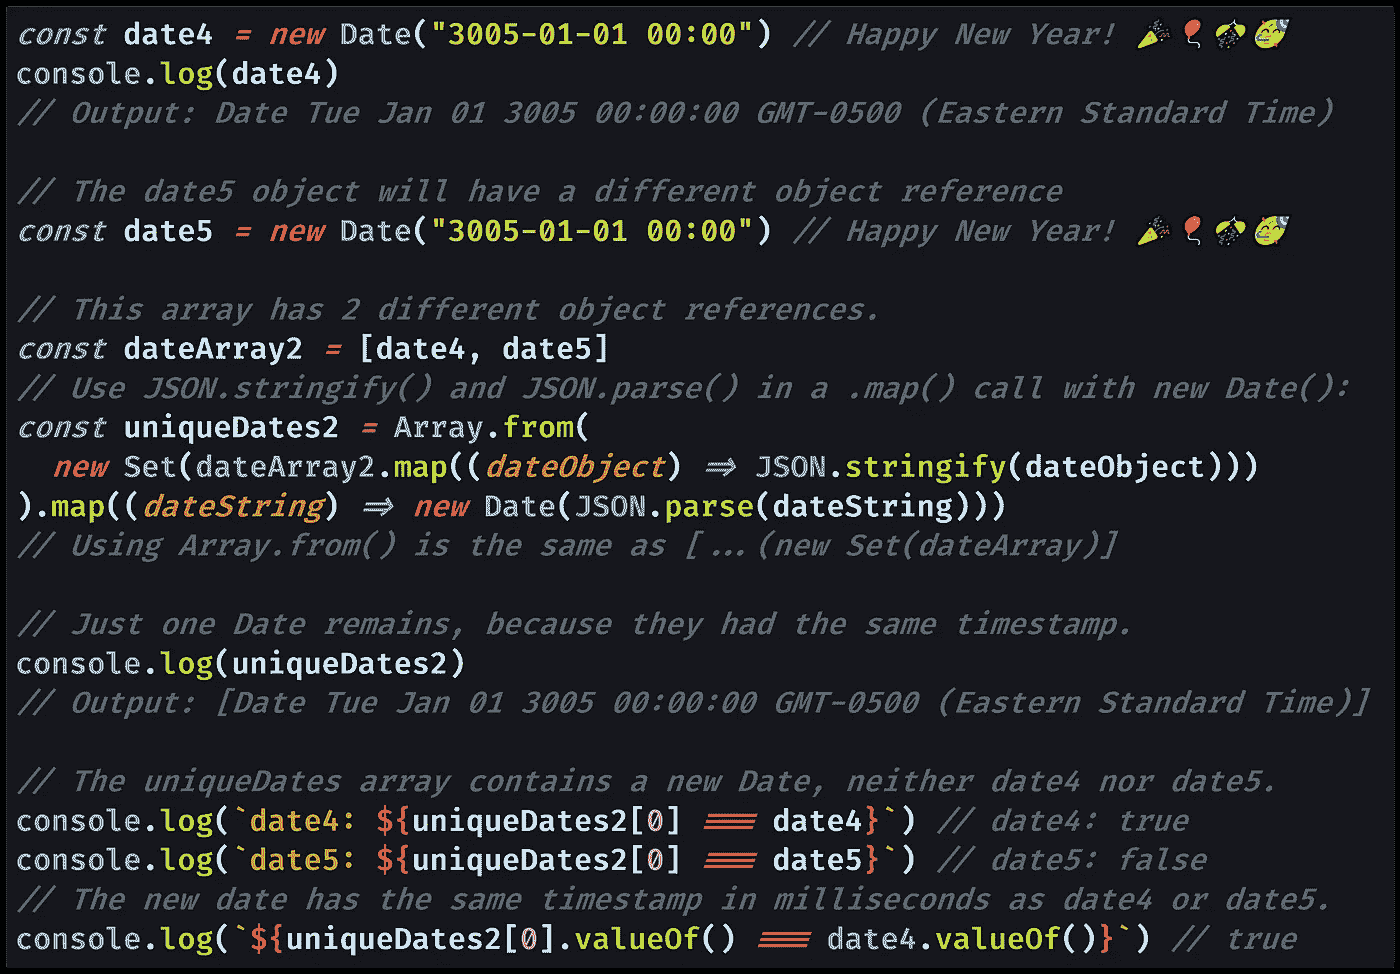 const date4 = new Date("3005-01-01 00:00") // Happy New Year! 🎉🎈🎊🥳
console.log(date4)
// Output: Date Tue Jan 01 3005 00:00:00 GMT-0500 (Eastern Standard Time)
// The date5 object will have a different object reference
const date5 = new Date("3005-01-01 00:00") // Happy New Year! 🎉🎈🎊🥳
// This array has 2 different object references.
const dateArray2 = [date4, date5]
// Use JSON.stringify() and JSON.parse() in a .map() call with new Date():
const uniqueDates2 = Array.from(
  new Set(dateArray2.map((dateObject) => JSON.stringify(dateObject)))
).map((dateString) => new Date(JSON.parse(dateString)))
// Using Array.from() is the same as [...(new Set(dateArray)]
// Just one Date remains, because they had the same timestamp.
console.log(uniqueDates2)
// Output: [Date Tue Jan 01 3005 00:00:00 GMT-0500 (Eastern Standard Time)]
// The uniqueDates array contains a new Date, neither date4 nor date5.
console.log(`date4: ${uniqueDates2[0] === date4}`) // date4: true
console.log(`date5: ${uniqueDates2[0] === date5}`) // date5: false
// The new date has the same timestamp in milliseconds as date4 or date5.
console.log(`${uniqueDates2[0].valueOf() === date4.valueOf()}`) // true